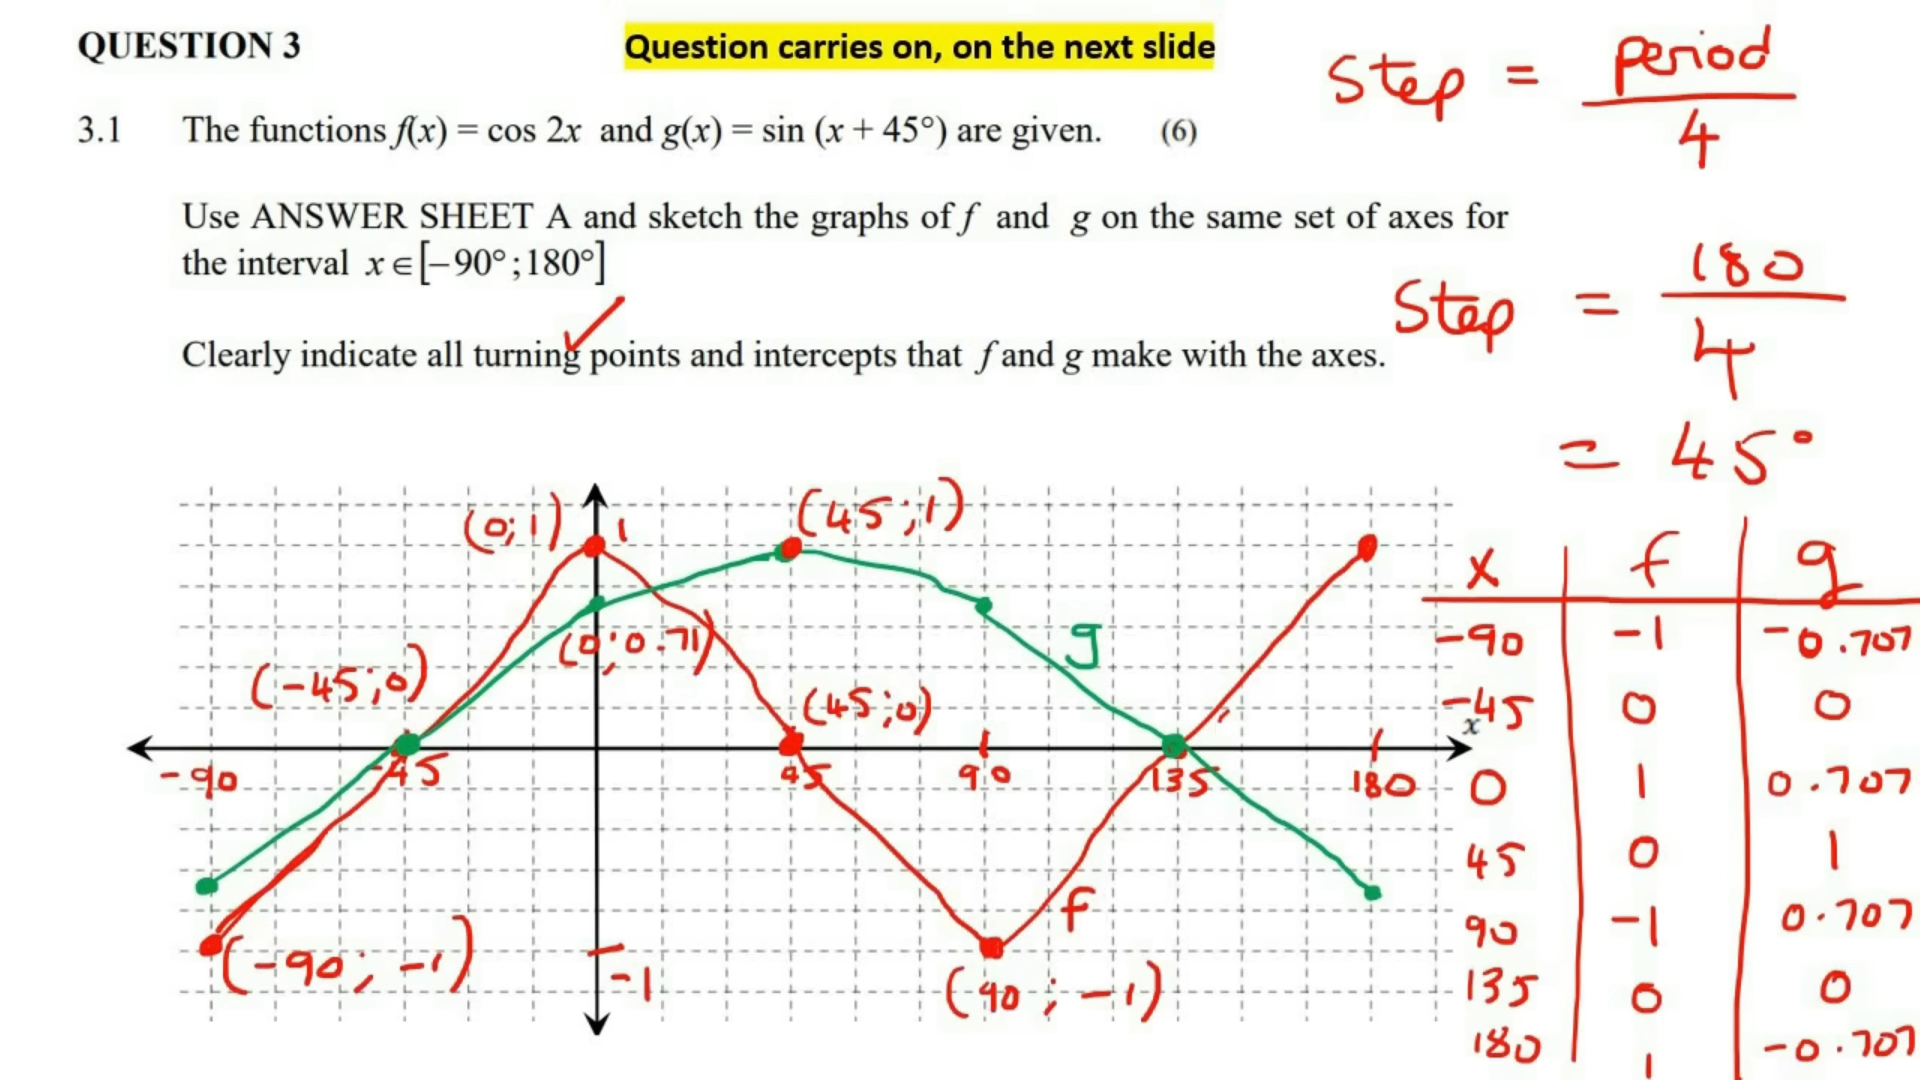 QUESTION 3
Question carries on, on the next slide
3.1 The functions f(x) = cos 2x and g(x) = sin (x + 45°) are given. (6)
Use ANSWER SHEET A and sketch the graphs of f and g on the same set of axes for
the interval x ∈ [−90° ; 180°]
Clearly indicate all turning points and intercepts that f and g make with the axes.
Step = period / 4
Step = 180 / 4
= 45°
(0;1)
1
(45;1)
(0;0.71)
g
(-45;0)
(45;0)
x
-90 -45 45 90 135 180
f
(-90; -1)
-1
(90; -1)
x f g
-90 -1 -0.707
-45 0 0
0 1 0.707
45 0 1
90 -1 0.707
135 0 0
180 1 -0.707